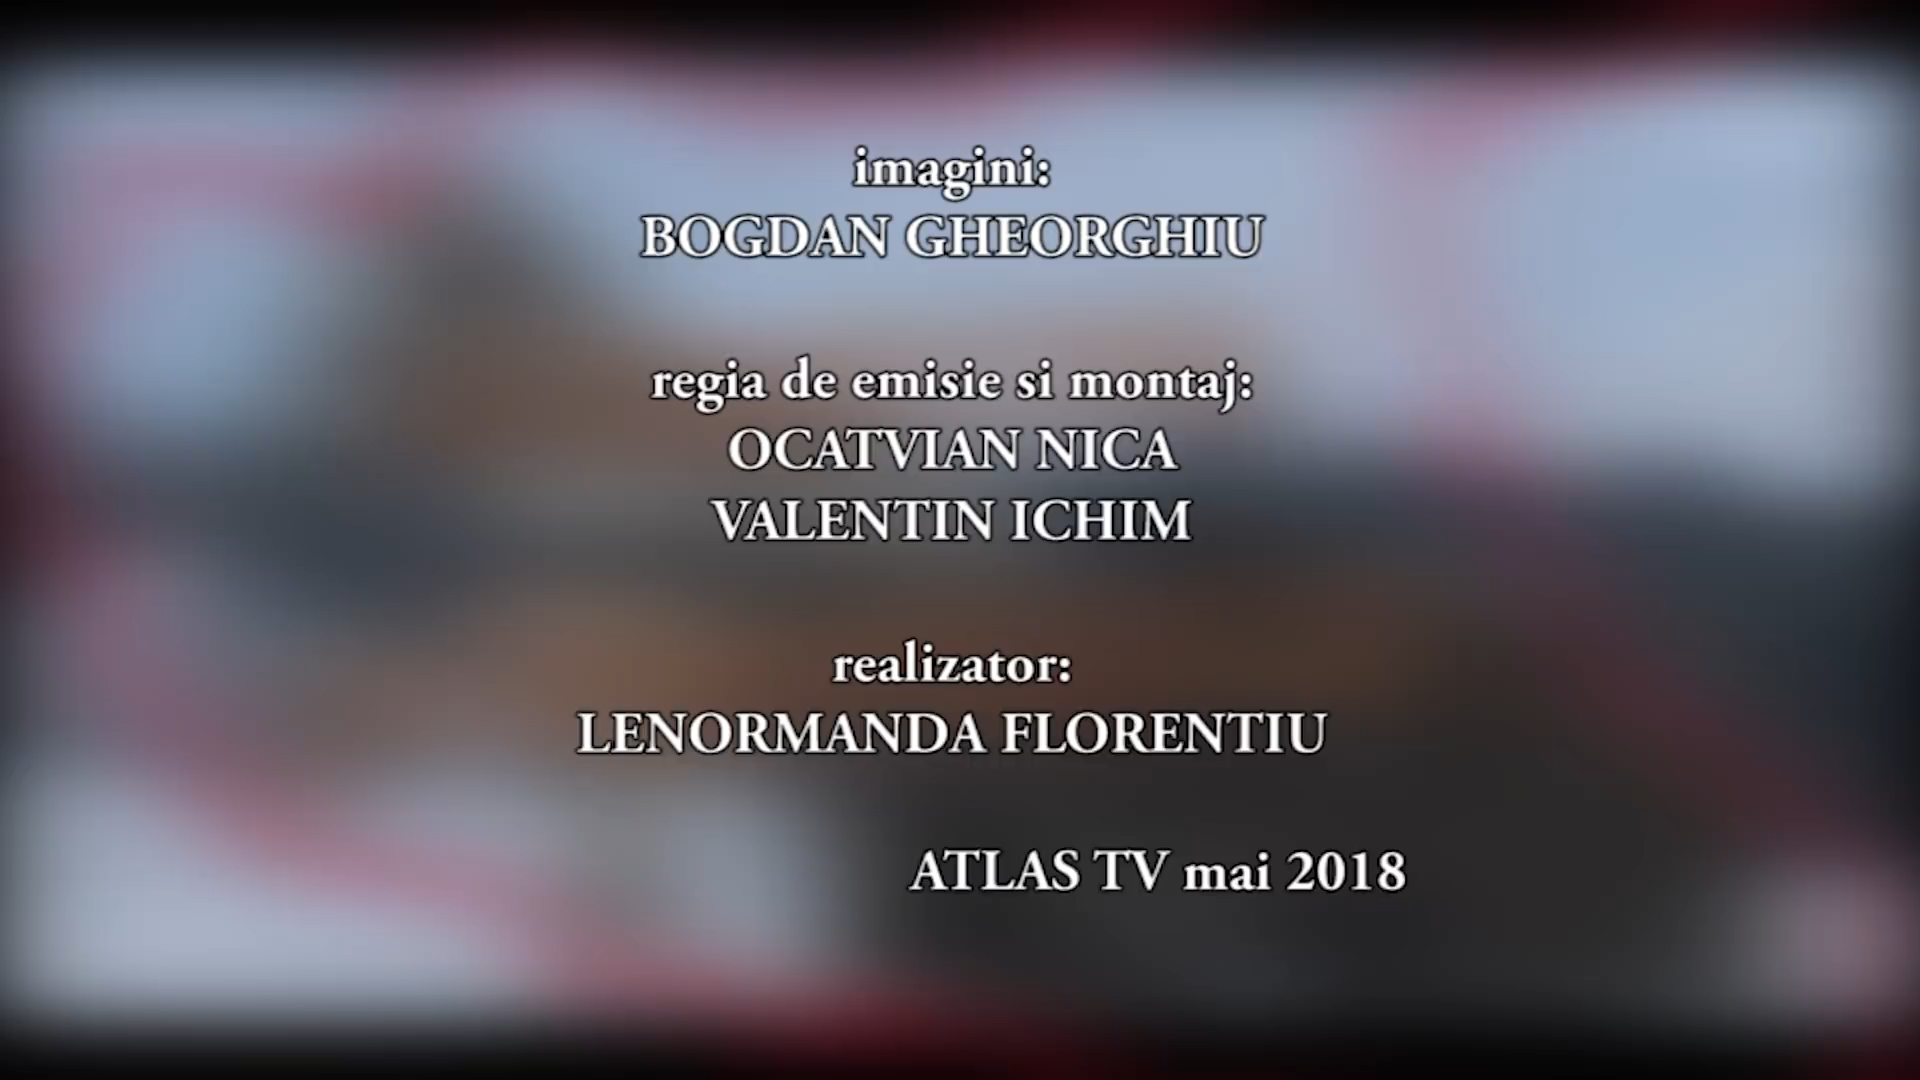 imagini:
BOGDAN GHEORGHIU
regia de emisie si montaj:
OCATVIAN NICA
VALENTIN ICHIM
realizator:
LENORMANDA FLORENTIU
ATLAS TV mai 2018